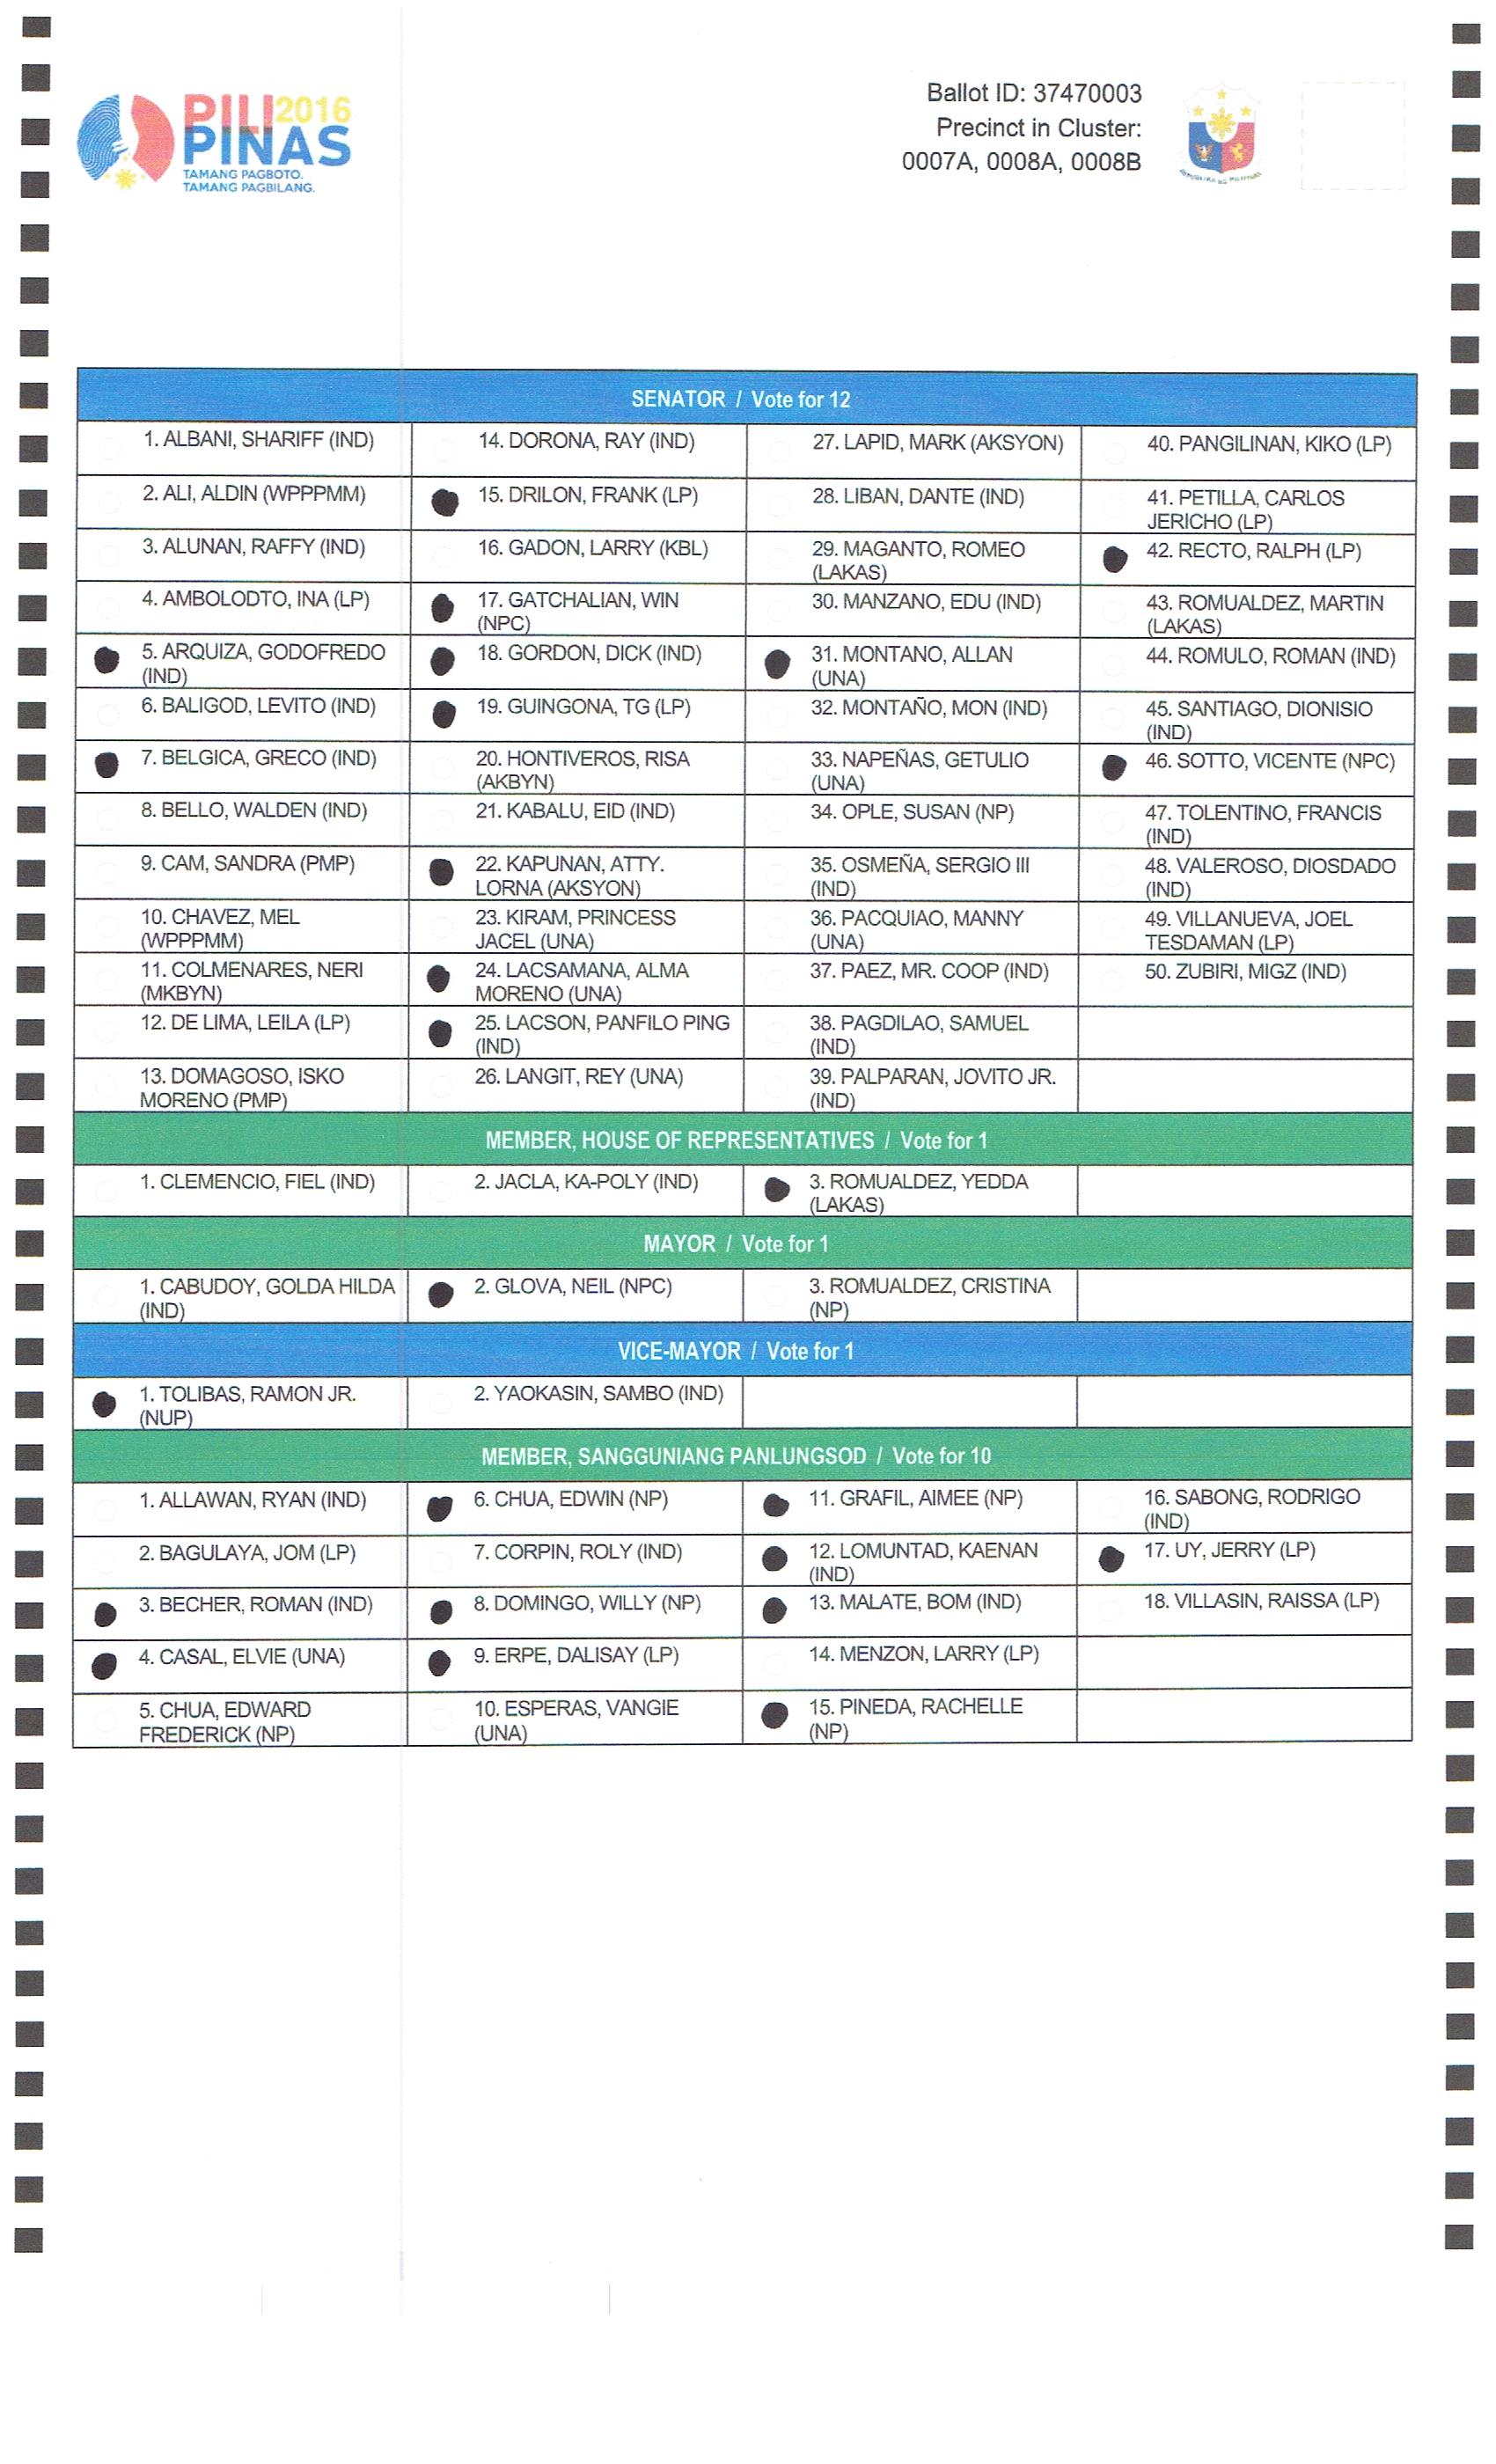 PILI 2016
PINAS
TAMANG PAGBOTO.
TAMANG PAGBILANG.
Ballot ID: 37470003
Precinct in Cluster:
0007A, 0008A, 0008B
REPUBLIKA NG PILIPINAS
SENATOR / Vote for 12
1. ALBANI, SHARIFF (IND)
14. DORONA, RAY (IND)
27. LAPID, MARK (AKSYON)
40. PANGILINAN, KIKO (LP)
2. ALI, ALDIN (WPPPMM)
15. DRILON, FRANK (LP)
28. LIBAN, DANTE (IND)
41. PETILLA, CARLOS
JERICHO (LP)
3. ALUNAN, RAFFY (IND)
16. GADON, LARRY (KBL)
29. MAGANTO, ROMEO
(LAKAS)
42. RECTO, RALPH (LP)
4. AMBOLODTO, INA (LP)
17. GATCHALIAN, WIN
(NPC)
30. MANZANO, EDU (IND)
43. ROMUALDEZ, MARTIN
(LAKAS)
5. ARQUIZA, GODOFREDO
(IND)
18. GORDON, DICK (IND)
31. MONTANO, ALLAN
(UNA)
44. ROMULO, ROMAN (IND)
6. BALIGOD, LEVITO (IND)
19. GUINGONA, TG (LP)
32. MONTAÑO, MON (IND)
45. SANTIAGO, DIONISIO
(IND)
7. BELGICA, GRECO (IND)
20. HONTIVEROS, RISA
(AKBYN)
33. NAPEÑAS, GETULIO
(UNA)
46. SOTTO, VICENTE (NPC)
8. BELLO, WALDEN (IND)
21. KABALU, EID (IND)
34. OPLE, SUSAN (NP)
47. TOLENTINO, FRANCIS
(IND)
9. CAM, SANDRA (PMP)
22. KAPUNAN, ATTY.
LORNA (AKSYON)
35. OSMEÑA, SERGIO III
(IND)
48. VALEROSO, DIOSDADO
(IND)
10. CHAVEZ, MEL
(WPPPMM)
23. KIRAM, PRINCESS
JACEL (UNA)
36. PACQUIAO, MANNY
(UNA)
49. VILLANUEVA, JOEL
TESDAMAN (LP)
11. COLMENARES, NERI
(MKBYN)
24. LACSAMANA, ALMA
MORENO (UNA)
37. PAEZ, MR. COOP (IND)
50. ZUBIRI, MIGZ (IND)
12. DE LIMA, LEILA (LP)
25. LACSON, PANFILO PING
(IND)
38. PAGDILAO, SAMUEL
(IND)
13. DOMAGOSO, ISKO
MORENO (PMP)
26. LANGIT, REY (UNA)
39. PALPARAN, JOVITO JR.
(IND)
MEMBER, HOUSE OF REPRESENTATIVES / Vote for 1
1. CLEMENCIO, FIEL (IND)
2. JACLA, KA-POLY (IND)
3. ROMUALDEZ, YEDDA
(LAKAS)
MAYOR / Vote for 1
1. CABUDOY, GOLDA HILDA
(IND)
2. GLOVA, NEIL (NPC)
3. ROMUALDEZ, CRISTINA
(NP)
VICE-MAYOR / Vote for 1
1. TOLIBAS, RAMON JR.
(NUP)
2. YAOKASIN, SAMBO (IND)
MEMBER, SANGGUNIANG PANLUNGSOD / Vote for 10
1. ALLAWAN, RYAN (IND)
6. CHUA, EDWIN (NP)
11. GRAFIL, AIMEE (NP)
16. SABONG, RODRIGO
(IND)
2. BAGULAYA, JOM (LP)
7. CORPIN, ROLY (IND)
12. LOMUNTAD, KAENAN
(IND)
17. UY, JERRY (LP)
3. BECHER, ROMAN (IND)
8. DOMINGO, WILLY (NP)
13. MALATE, BOM (IND)
18. VILLASIN, RAISSA (LP)
4. CASAL, ELVIE (UNA)
9. ERPE, DALISAY (LP)
14. MENZON, LARRY (LP)
5. CHUA, EDWARD
FREDERICK (NP)
10. ESPERAS, VANGIE
(UNA)
15. PINEDA, RACHELLE
(NP)